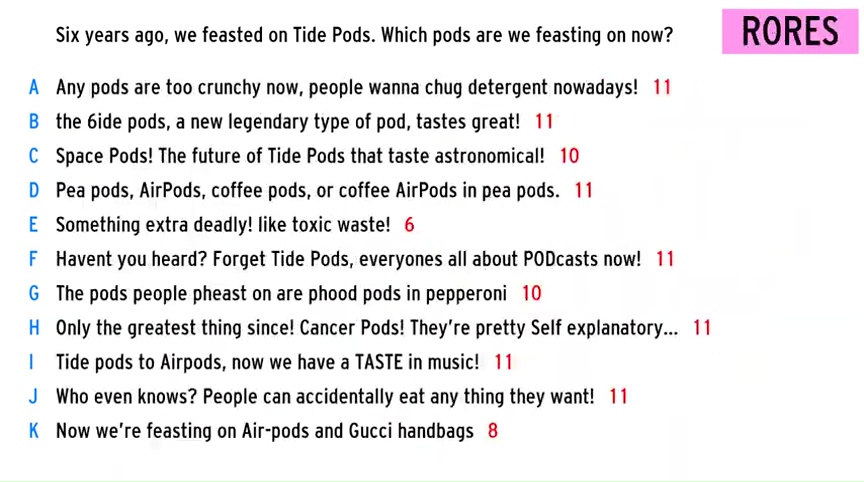 Six years ago, we feasted on Tide Pods. Which pods are we feasting on now?
RORES
A Any pods are too crunchy now, people wanna chug detergent nowadays! 11
B the 6ide pods, a new legendary type of pod, tastes great! 11
C Space Pods! The future of Tide Pods that taste astronomical! 10
D Pea pods, AirPods, coffee pods, or coffee AirPods in pea pods. 11
E Something extra deadly! like toxic waste! 6
F Havent you heard? Forget Tide Pods, everyones all about PODcasts now! 11
G The pods people pheast on are phood pods in pepperoni 10
H Only the greatest thing since! Cancer Pods! They're pretty Self explanatory... 11
I Tide pods to Airpods, now we have a TASTE in music! 11
J Who even knows? People can accidentally eat any thing they want! 11
K Now we're feasting on Air-pods and Gucci handbags 8